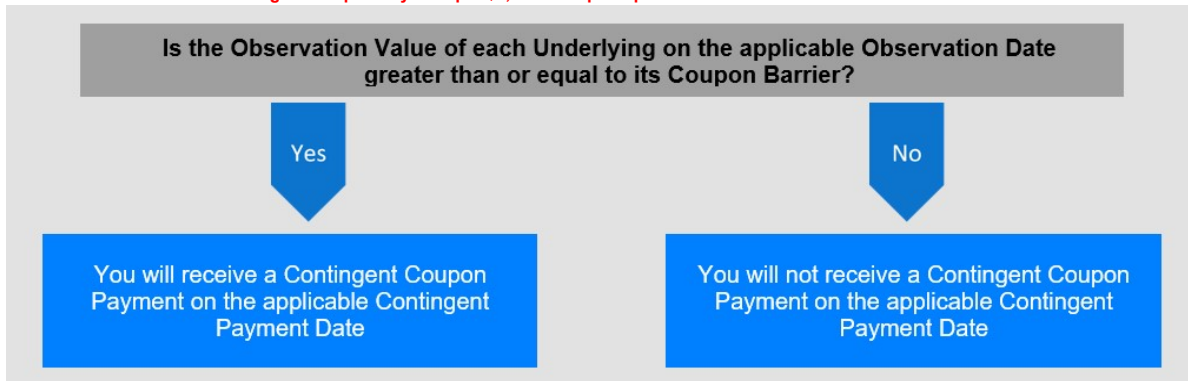 Is the Observation Value of each Underlying on the applicable Observation Date
greater than or equal to its Coupon Barrier?
Yes
No
You will receive a Contingent Coupon
Payment on the applicable Contingent
Payment Date
You will not receive a Contingent Coupon
Payment on the applicable Contingent
Payment Date